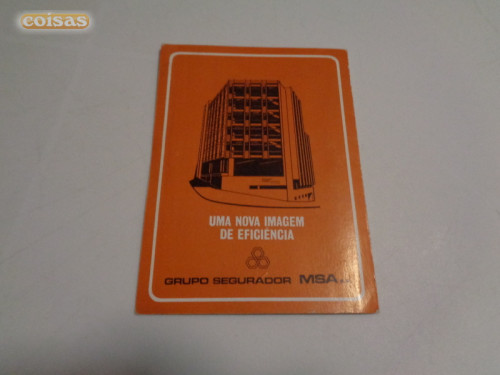 coisas
UMA NOVA IMAGEM
DE EFICIÊNCIA
GRUPO SEGURADOR MSA